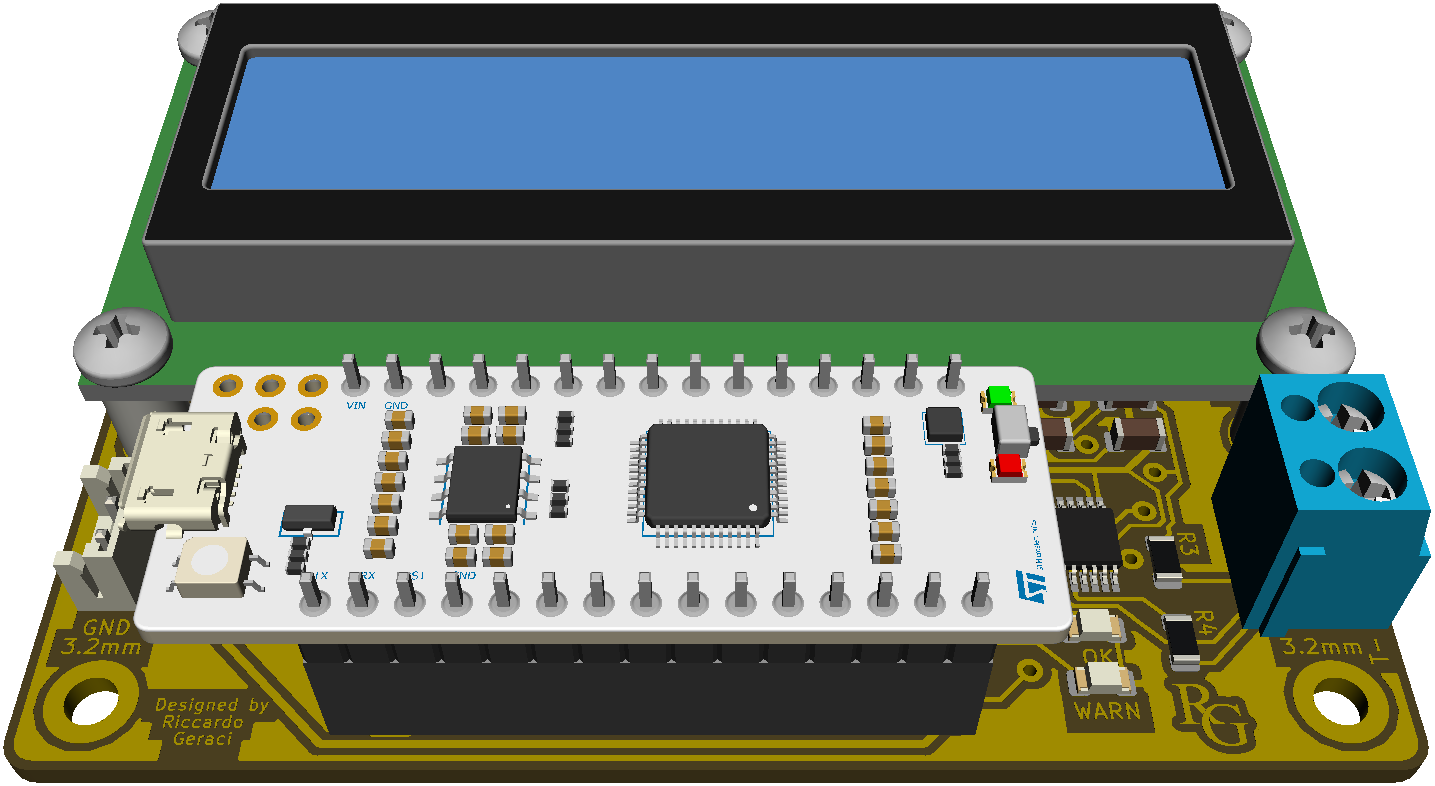 VIN GND
TX RX GND
R3
R4
GND
3.2mm
OK
WARN
3.2mm
Designed by
Riccardo
Geraci
RG